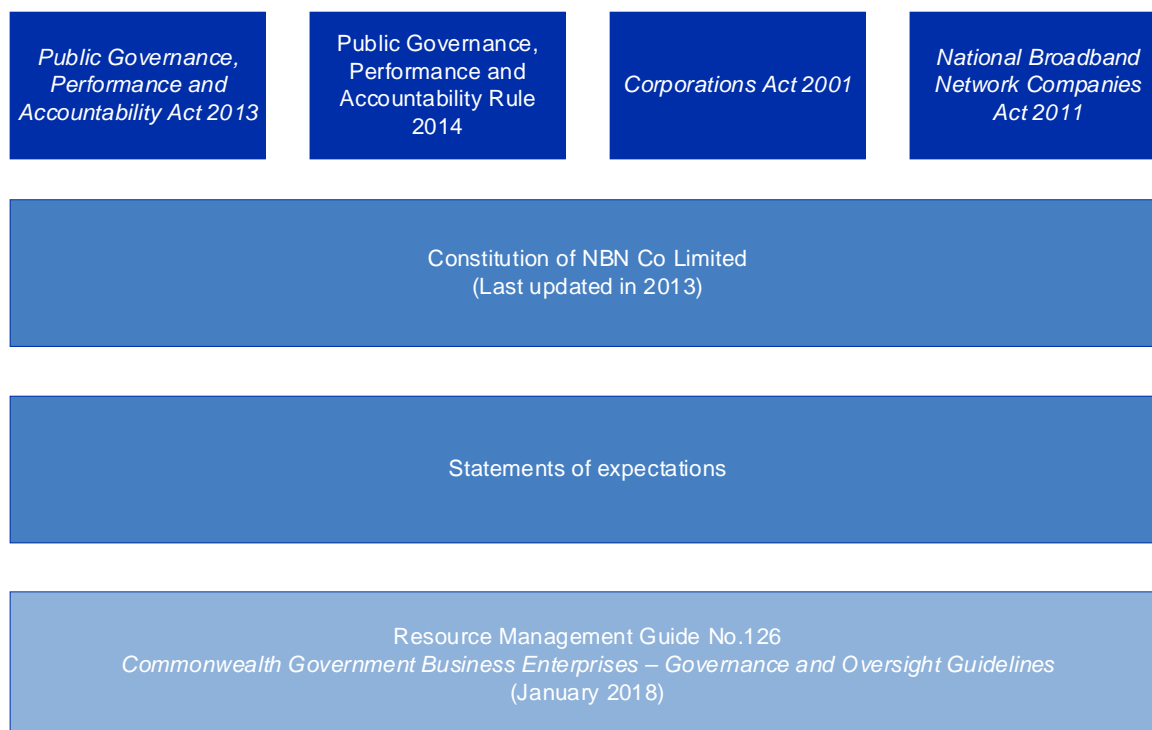 Public Governance,
Performance and
Accountability Act 2013
Public Governance,
Performance and
Accountability Rule
2014
Corporations Act 2001
National Broadband
Network Companies
Act 2011
Constitution of NBN Co Limited
(Last updated in 2013)
Statements of expectations
Resource Management Guide No.126
Commonwealth Government Business Enterprises – Governance and Oversight Guidelines
(January 2018)